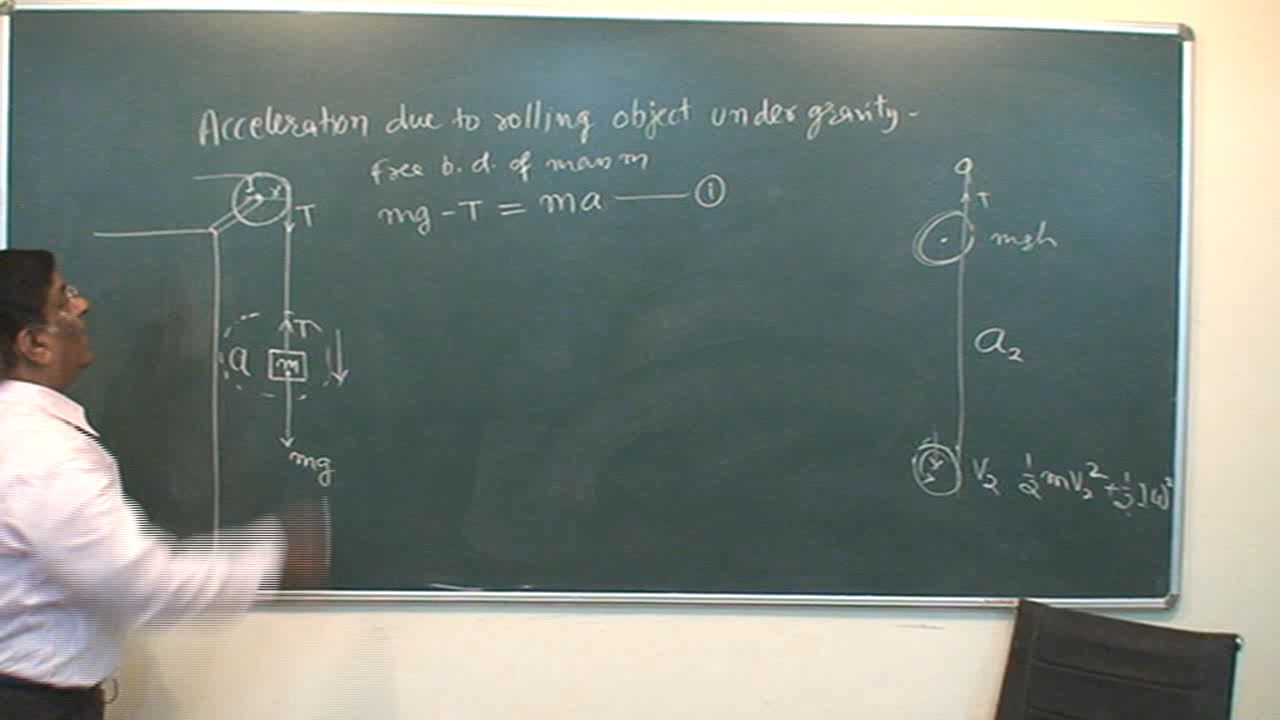 Acceleration due to rolling object under gravity -
free b. d. of mass m
mg - T = ma —— ①
T
T
a
m
mg
T
mgh
a₂
V₂ ½mV₂² + ½Iω²